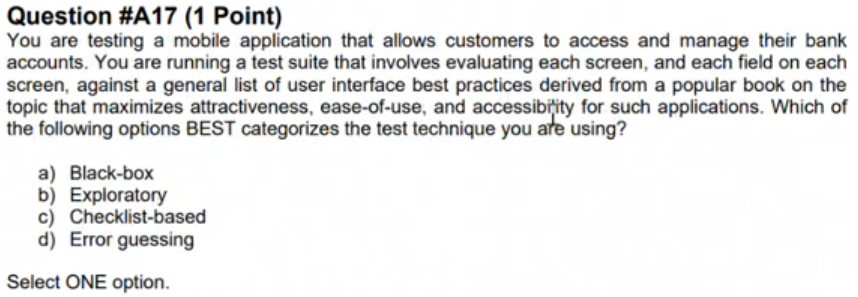 Question #A17 (1 Point)
You are testing a mobile application that allows customers to access and manage their bank
accounts. You are running a test suite that involves evaluating each screen, and each field on each
screen, against a general list of user interface best practices derived from a popular book on the
topic that maximizes attractiveness, ease-of-use, and accessibility for such applications. Which of
the following options BEST categorizes the test technique you are using?
a) Black-box
b) Exploratory
c) Checklist-based
d) Error guessing
Select ONE option.